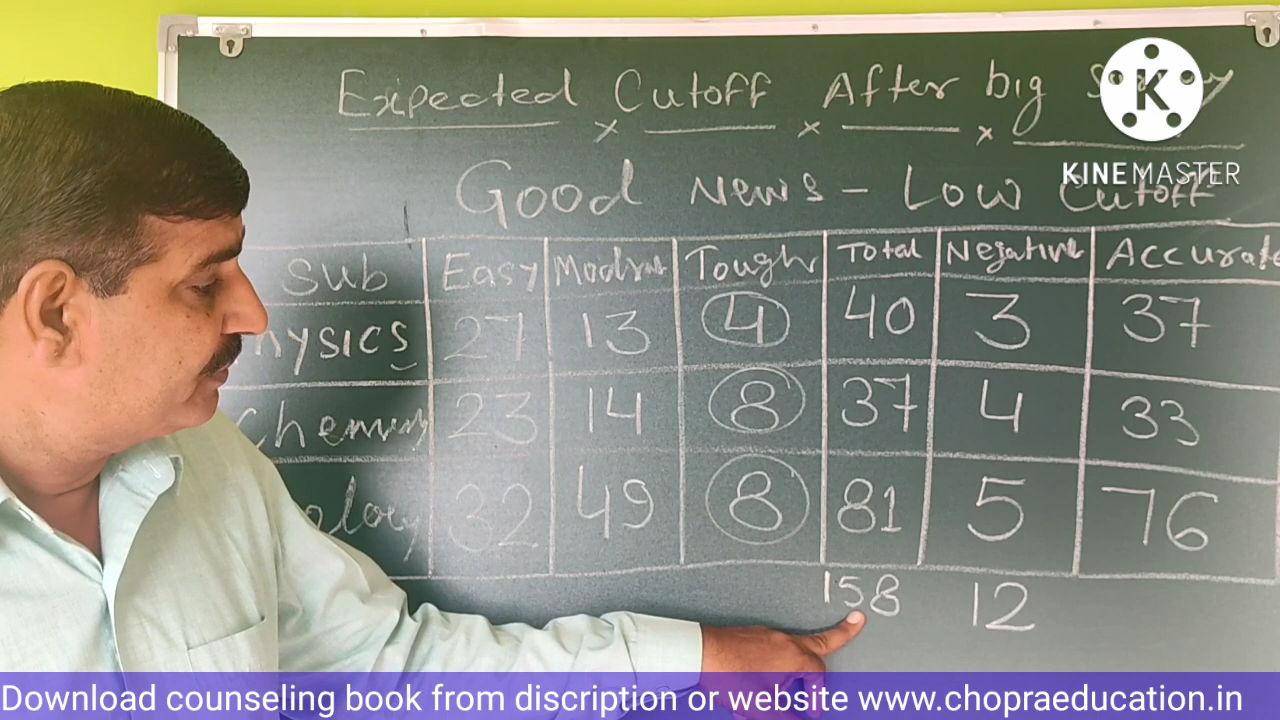 Expected Cutoff After big
Good News - Low Cutoff
K
KINEMASTER
Sub Easy Tough Total Negative Accurate
hysics 27 13 4 40 3 37
23 14 8 37 4 33
32 49 8 81 5 76
158 12
Download counseling book from discription or website www.chopraeducation.in